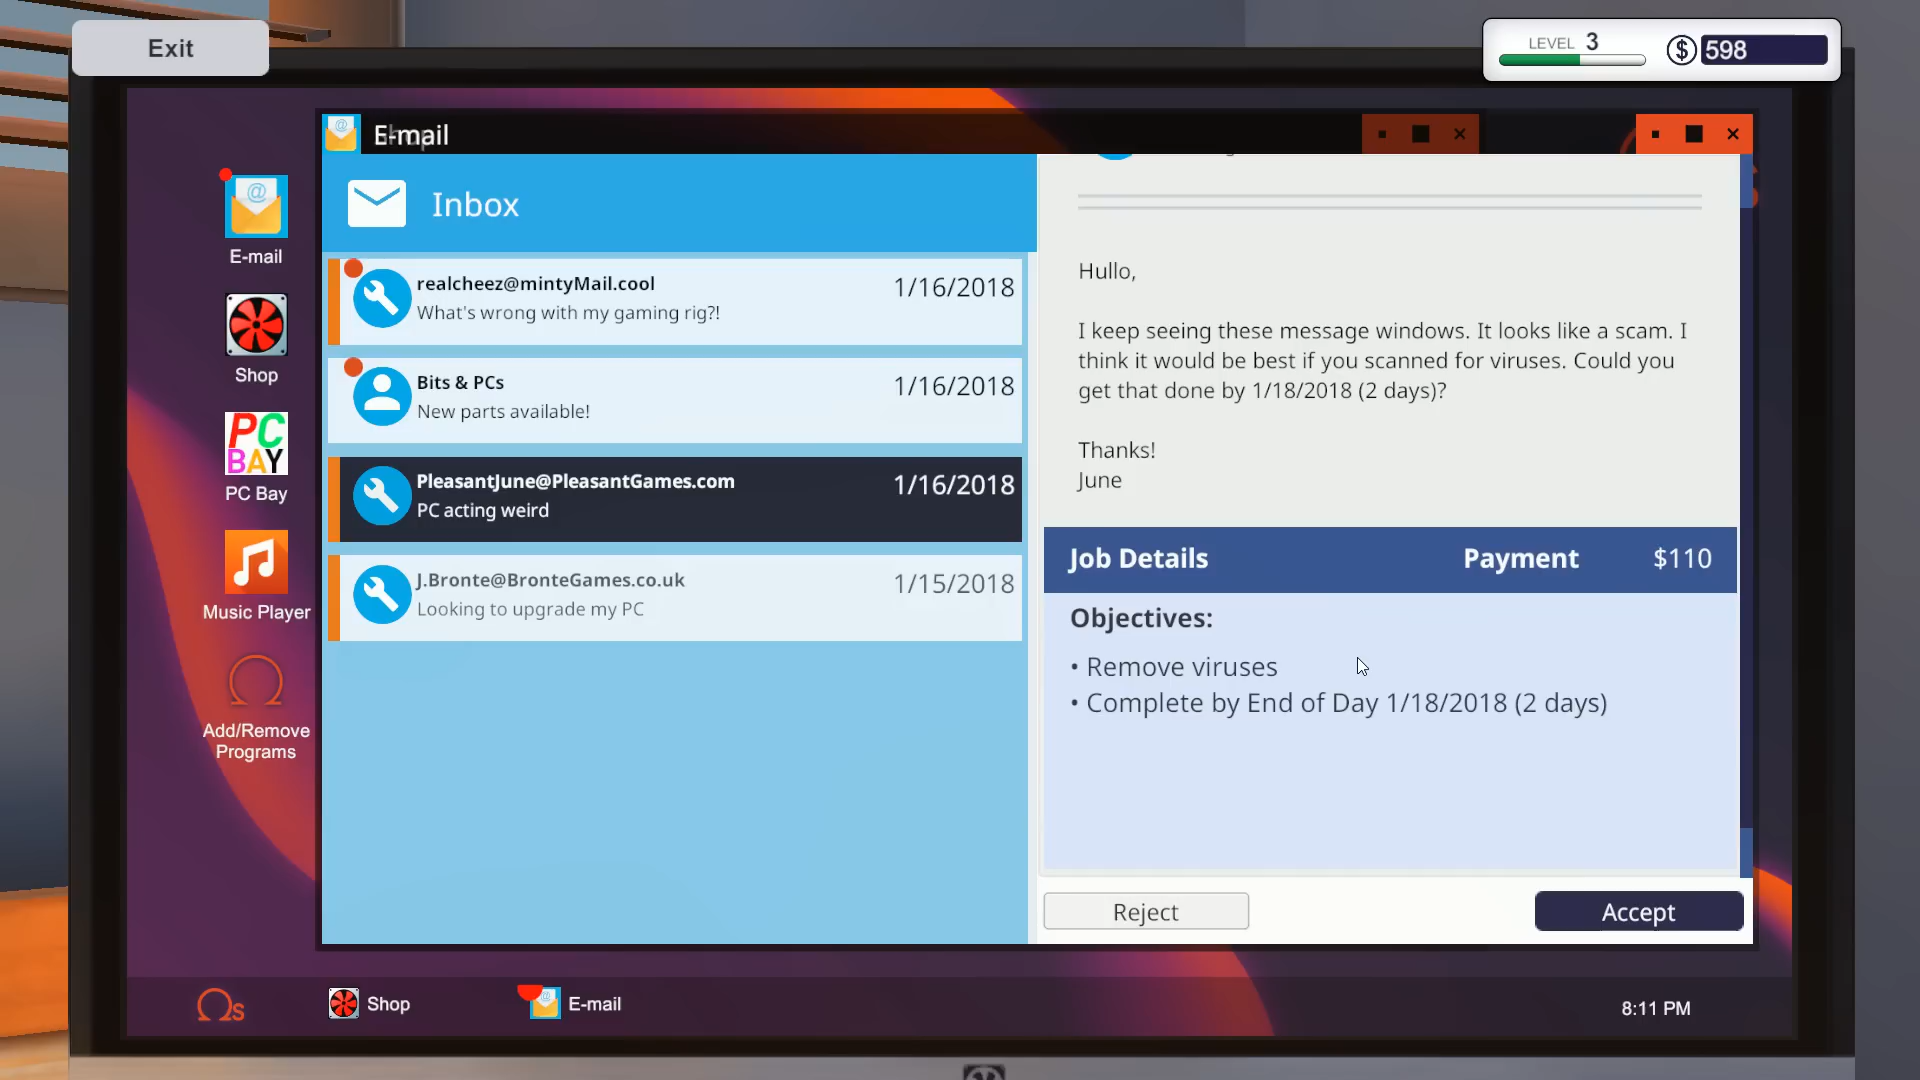 Exit
LEVEL 3
$ 598
E-mail
Inbox
realcheez@mintyMail.cool
1/16/2018
What's wrong with my gaming rig?!
Bits & PCs
1/16/2018
New parts available!
PleasantJune@PleasantGames.com
1/16/2018
PC acting weird
J.Bronte@BronteGames.co.uk
1/15/2018
Looking to upgrade my PC
Hullo,
I keep seeing these message windows. It looks like a scam. I
think it would be best if you scanned for viruses. Could you
get that done by 1/18/2018 (2 days)?
Thanks!
June
Job Details
Payment
$110
Objectives:
• Remove viruses
• Complete by End of Day 1/18/2018 (2 days)
Reject
Accept
E-mail
Shop
PC
BAY
PC Bay
Music Player
Add/Remove
Programs
Ωs
Shop
E-mail
8:11 PM